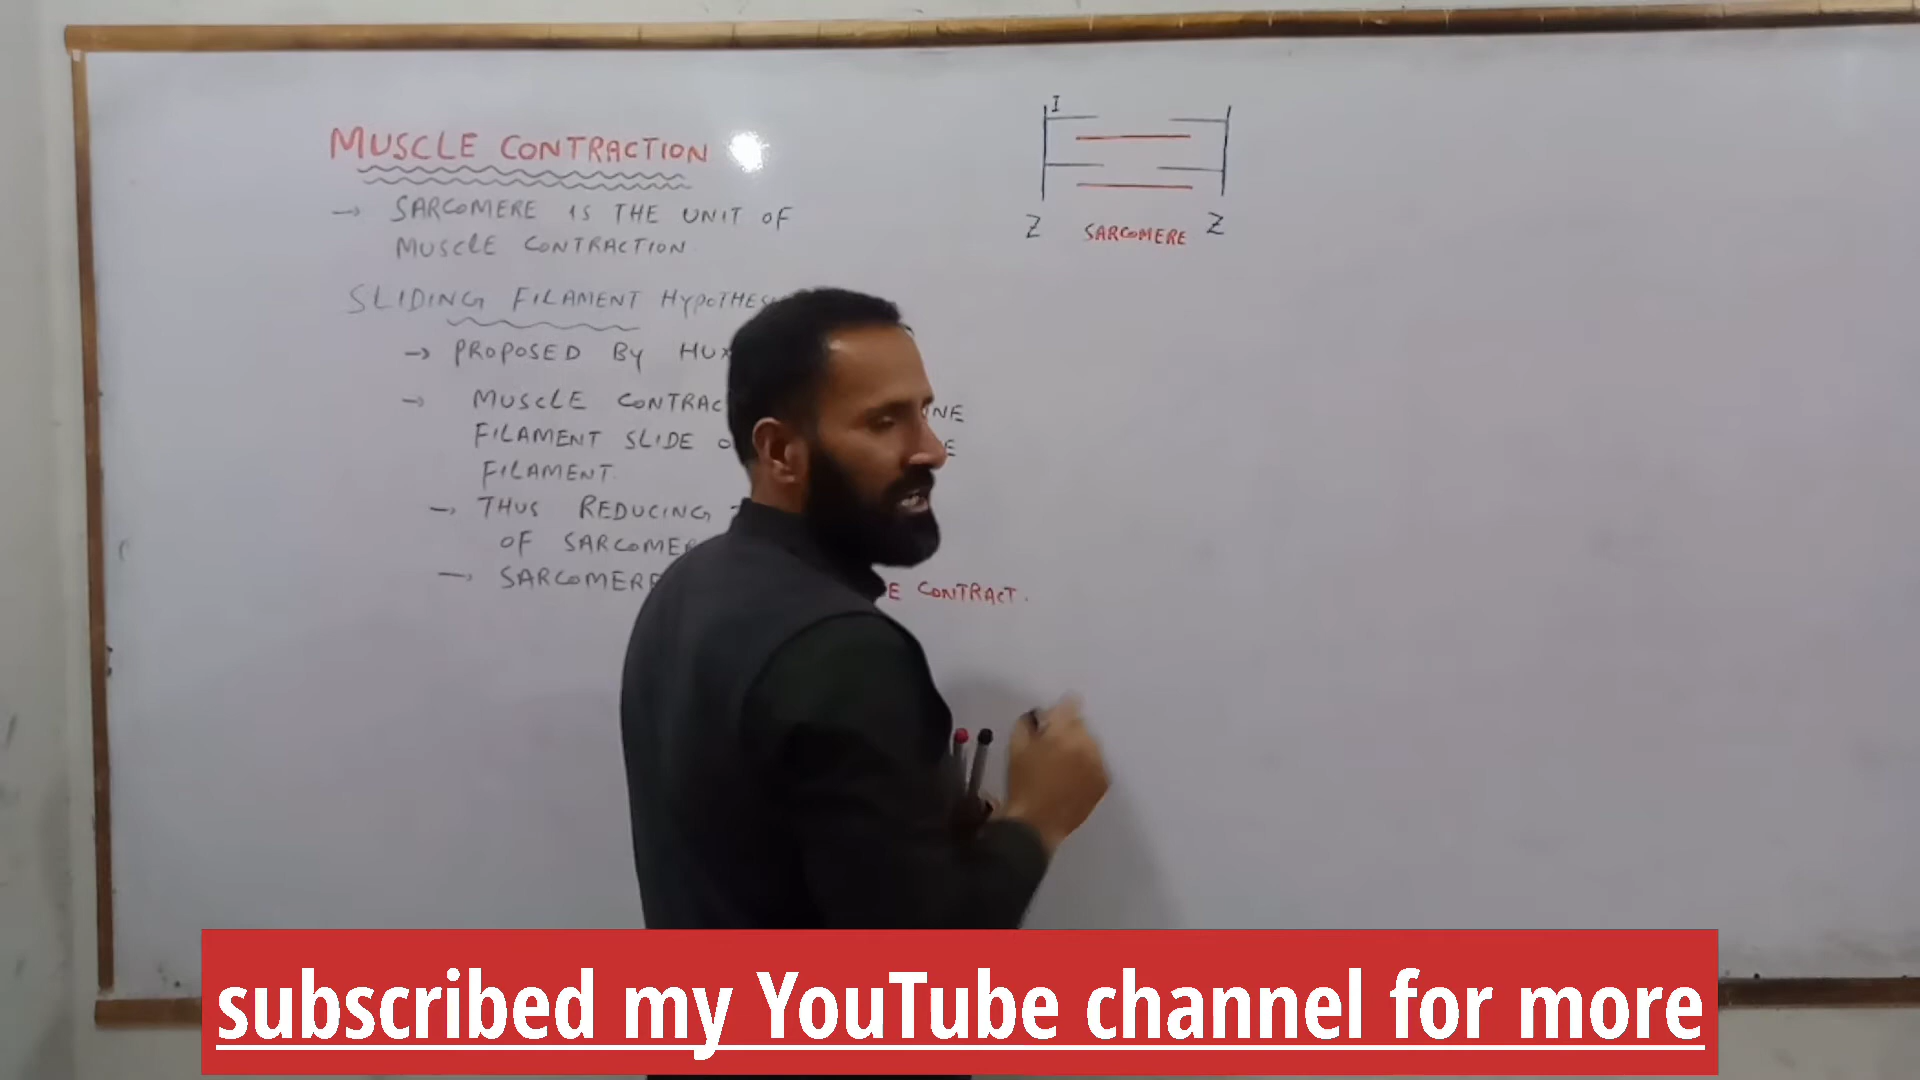 MUSCLE CONTRACTION
→ SARCOMERE IS THE UNIT OF
MUSCLE CONTRACTION
SLIDING FILAMENT HYPOTHES
→ PROPOSED BY HUX
→ MUSCLE CONTRAC NE
FILAMENT SLIDE O E
FILAMENT.
→ THUS REDUCING
OF SARCOMER
→ SARCOMERE E CONTRACT.
I
Z SARCOMERE Z
subscribed my YouTube channel for more